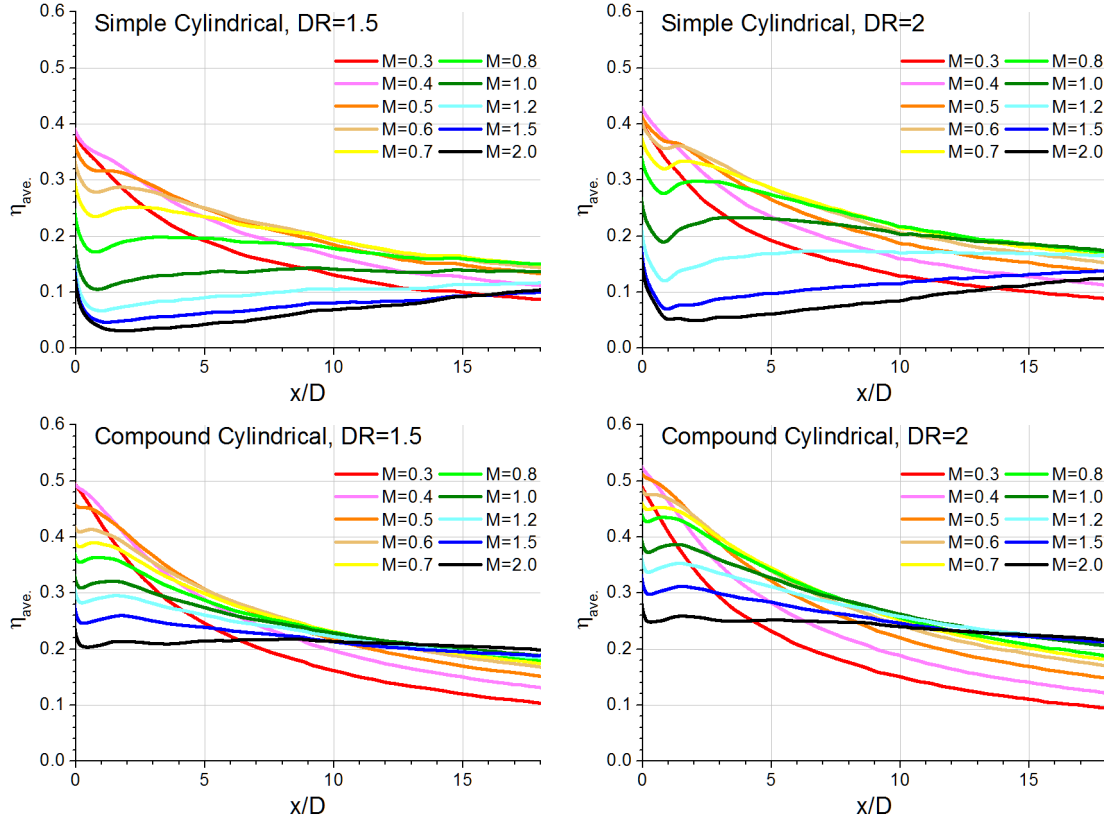 Simple Cylindrical, DR=1.5
M=0.3 M=0.8
M=0.4 M=1.0
M=0.5 M=1.2
M=0.6 M=1.5
M=0.7 M=2.0
0.6
0.5
0.4
0.3
0.2
0.1
0.0
ηave.
0 5 10 15
x/D
Simple Cylindrical, DR=2
M=0.3 M=0.8
M=0.4 M=1.0
M=0.5 M=1.2
M=0.6 M=1.5
M=0.7 M=2.0
0.6
0.5
0.4
0.3
0.2
0.1
0.0
ηave.
0 5 10 15
x/D
Compound Cylindrical, DR=1.5
M=0.3 M=0.8
M=0.4 M=1.0
M=0.5 M=1.2
M=0.6 M=1.5
M=0.7 M=2.0
0.6
0.5
0.4
0.3
0.2
0.1
0.0
ηave.
0 5 10 15
x/D
Compound Cylindrical, DR=2
M=0.3 M=0.8
M=0.4 M=1.0
M=0.5 M=1.2
M=0.6 M=1.5
M=0.7 M=2.0
0.6
0.5
0.4
0.3
0.2
0.1
0.0
ηave.
0 5 10 15
x/D